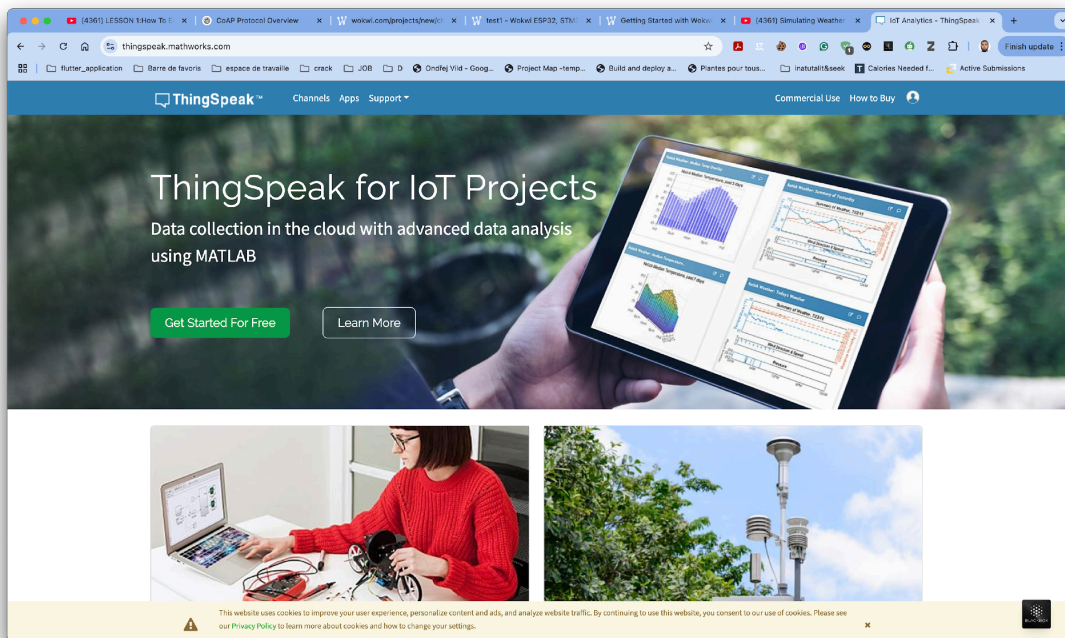 (4361) LESSON 1:How To B
CoAP Protocol Overview
wokwi.com/projects/new/cl
test1 - Wokwi ESP32, STM3
Getting Started with Wokw
(4361) Simulating Weather
IoT Analytics - ThingSpeak
thingspeak.mathworks.com
Finish update
flutter_application
Barre de favoris
espace de travaille
crack
JOB
D
Ondřej Vild - Goog...
Project Map -temp...
Build and deploy a...
Plantes pour tous...
inatutalit&seek
Calories Needed f...
Active Submissions
ThingSpeak™
Channels
Apps
Support
Commercial Use
How to Buy
ThingSpeak for IoT Projects
Data collection in the cloud with advanced data analysis
using MATLAB
Get Started For Free
Learn More
This website uses cookies to improve your user experience, personalize content and ads, and analyze website traffic. By continuing to use this website, you consent to our use of cookies. Please see
our Privacy Policy to learn more about cookies and how to change your settings.
BLACKBOX